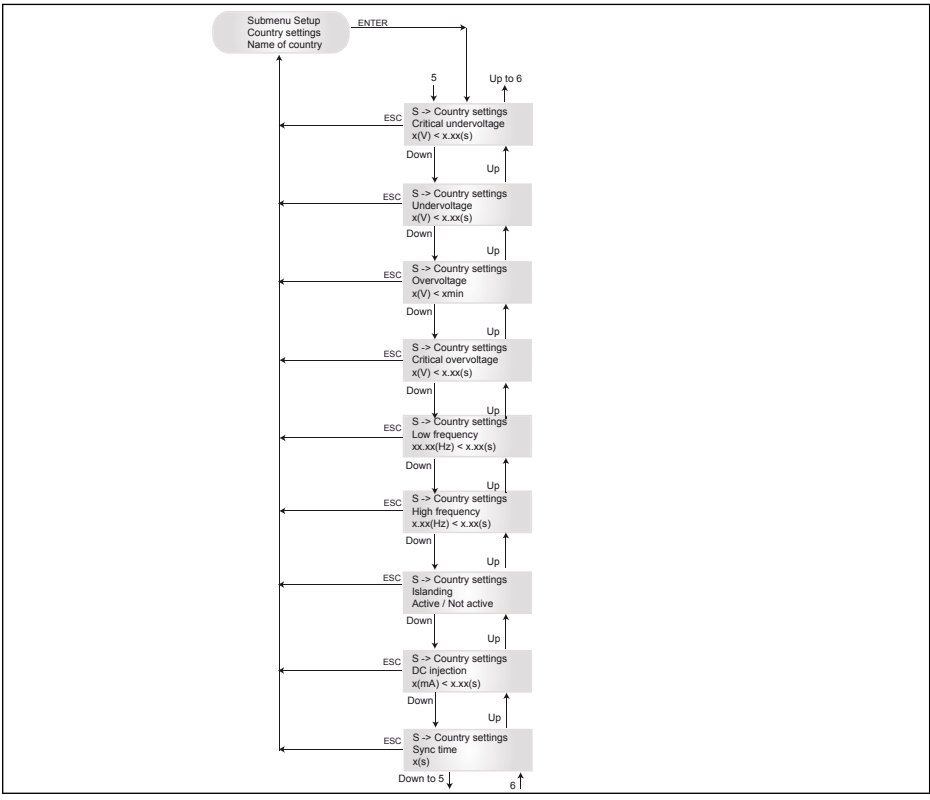 Submenu Setup
Country settings
Name of country
ENTER
5
Up to 6
S -> Country settings
Critical undervoltage
x(V) < x.xx(s)
ESC
Down
Up
S -> Country settings
Undervoltage
x(V) < x.xx(s)
ESC
Down
Up
S -> Country settings
Overvoltage
x(V) < xmin
ESC
Down
Up
S -> Country settings
Critical overvoltage
x(V) < x.xx(s)
ESC
Down
Up
S -> Country settings
Low frequency
xx.xx(Hz) < x.xx(s)
ESC
Down
Up
S -> Country settings
High frequency
x.xx(Hz) < x.xx(s)
ESC
Down
Up
S -> Country settings
Islanding
Active / Not active
ESC
Down
Up
S -> Country settings
DC injection
x(mA) < x.xx(s)
ESC
Down
Up
S -> Country settings
Sync time
x(s)
ESC
Down to 5
6